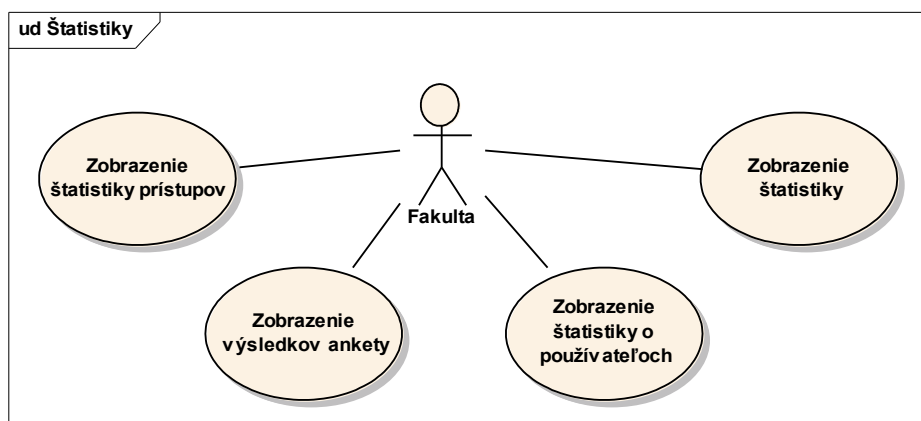 ud Štatistiky
Zobrazenie
štatistiky prístupov
Zobrazenie
štatistiky
Fakulta
Zobrazenie
výsledkov ankety
Zobrazenie
štatistiky o
používateľoch